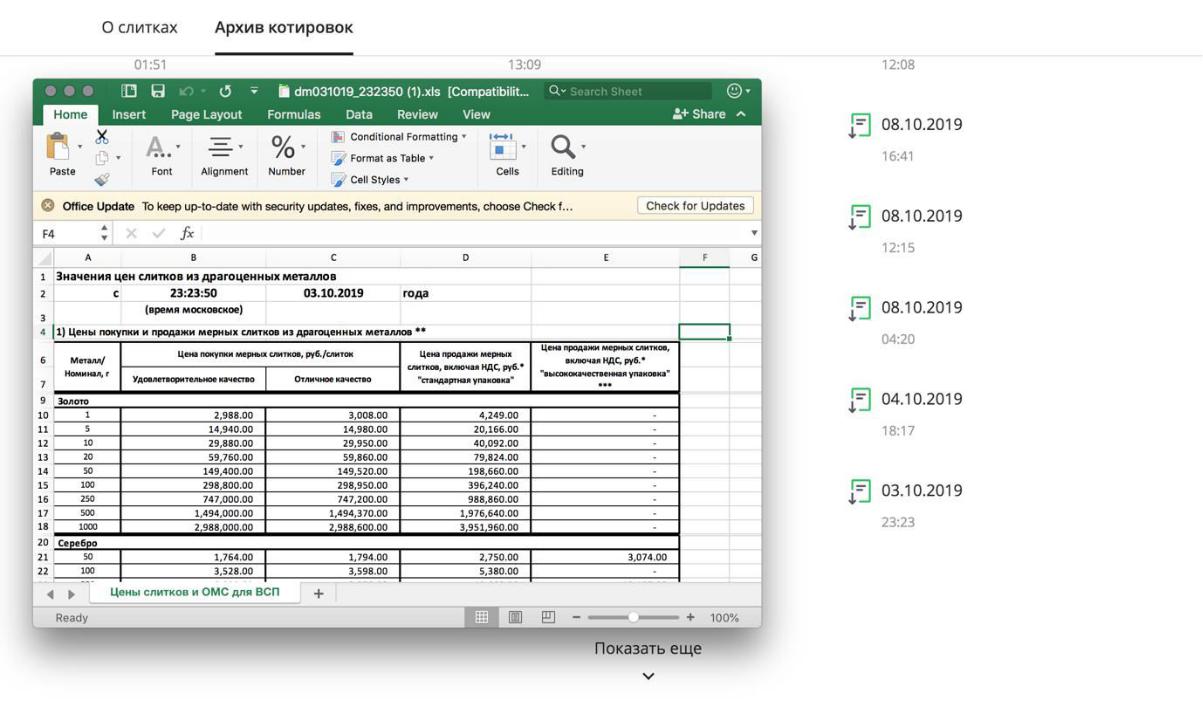 О слитках Архив котировок
01:51 13:09 12:08
dm031019_232350 (1).xls [Compatibilit... Search Sheet
Home Insert Page Layout Formulas Data Review View Share
Paste Font Alignment Number Conditional Formatting Format as Table Cell Styles Cells Editing
Office Update To keep up-to-date with security updates, fixes, and improvements, choose Check f... Check for Updates
F4 fx
A B C D E F G
1 Значения цен слитков из драгоценных металлов
2 с 23:23:50 03.10.2019 года
3 (время московское)
4 1) Цены покупки и продажи мерных слитков из драгоценных металлов **
6 Металл/ Номинал, г Цена покупки мерных слитков, руб./слиток Цена продажи мерных слитков, включая НДС, руб.* "стандартная упаковка" Цена продажи мерных слитков, включая НДС, руб.* "высококачественная упаковка" ***
7 Удовлетворительное качество Отличное качество
9 Золото
10 1 2,988.00 3,008.00 4,249.00 -
11 5 14,940.00 14,980.00 20,166.00 -
12 10 29,880.00 29,950.00 40,092.00 -
13 20 59,760.00 59,860.00 79,824.00 -
14 50 149,400.00 149,520.00 198,660.00 -
15 100 298,800.00 298,950.00 396,240.00 -
16 250 747,000.00 747,200.00 988,860.00 -
17 500 1,494,000.00 1,494,370.00 1,976,640.00 -
18 1000 2,988,000.00 2,988,600.00 3,951,960.00 -
20 Серебро
21 50 1,764.00 1,794.00 2,750.00 3,074.00
22 100 3,528.00 3,598.00 5,380.00 -
Цены слитков и ОМС для ВСП +
Ready 100%
08.10.2019
16:41
08.10.2019
12:15
08.10.2019
04:20
04.10.2019
18:17
03.10.2019
23:23
Показать еще